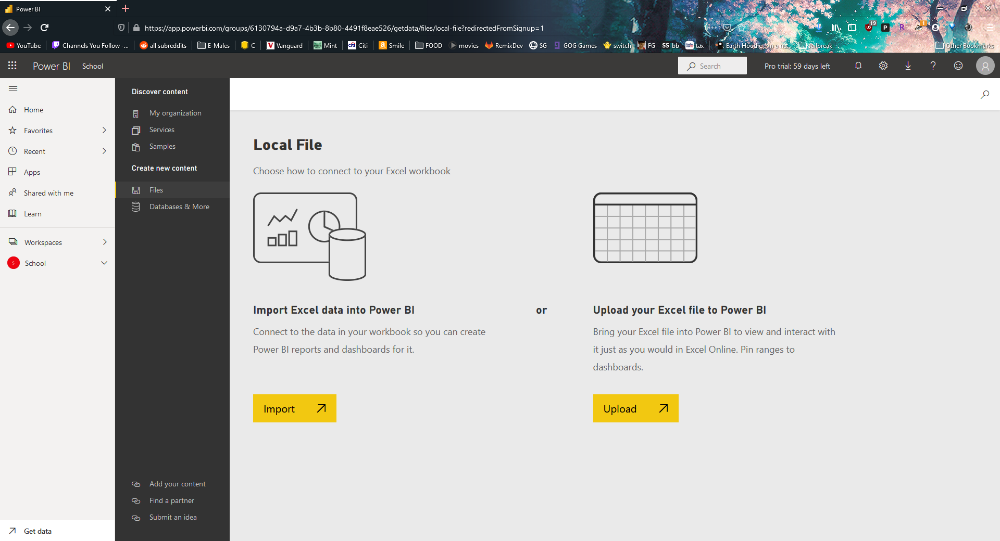 Power BI
https://app.powerbi.com/groups/6130794a-d9a7-4b3b-8b80-4491f8eae526/getdata/files/local-file?redirectedFromSignup=1
19
1
YouTube
Channels You Follow -...
all subreddits
E-Males
C
Vanguard
Mint
Citi
Smile
FOOD
movies
RemixDev
SG
GOG Games
switch
FG
SS bb
tax
Earth Hoodie – in a nu...
Jailbreak
Other Bookmarks
Power BI School
Search
Pro trial: 59 days left
Home
Favorites
Recent
Apps
Shared with me
Learn
Workspaces
S School
Get data
Discover content
My organization
Services
Samples
Create new content
Files
Databases & More
Add your content
Find a partner
Submit an idea
Local File
Choose how to connect to your Excel workbook
Import Excel data into Power BI
Connect to the data in your workbook so you can create
Power BI reports and dashboards for it.
Import
or
Upload your Excel file to Power BI
Bring your Excel file into Power BI to view and interact with
it just as you would in Excel Online. Pin ranges to
dashboards.
Upload